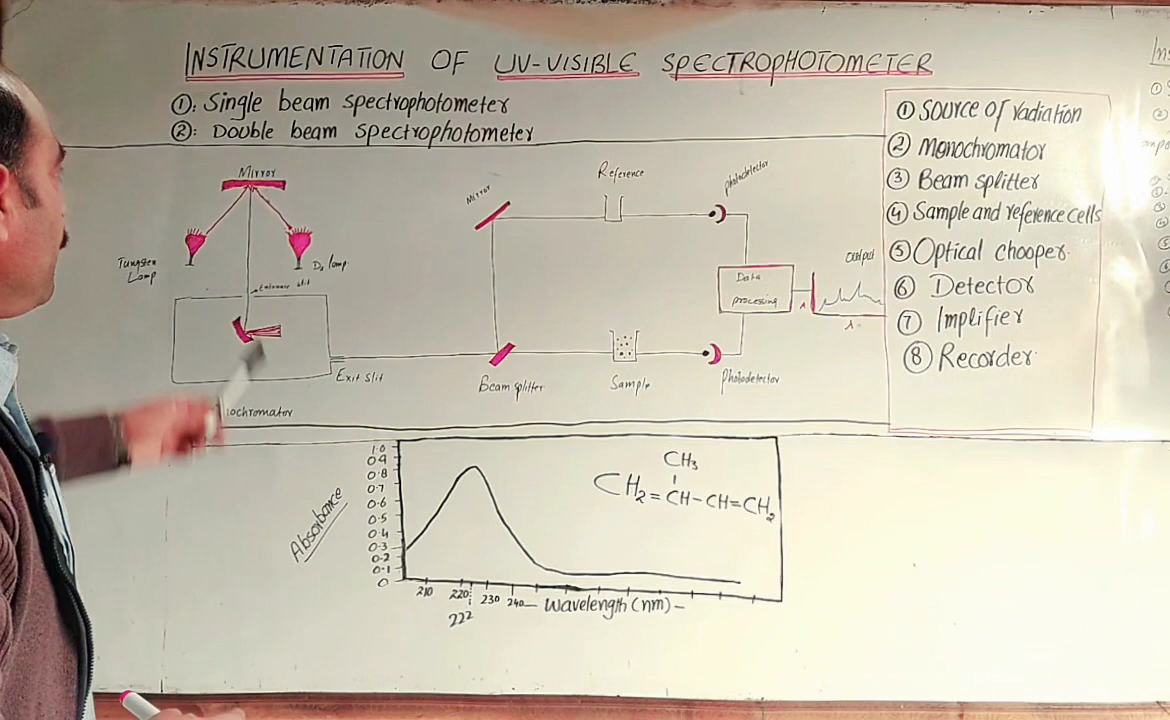 INSTRUMENTATION OF UV-VISIBLE SPECTROPHOTOMETER
①: Single beam spectrophotometer
②: Double beam spectrophotometer
Mirror
Tungsten Lamp
D₂ lamp
Entrance slit
Exit slit
ochromator
Mirror
Reference
photodetector
Beam splitter
Sample
Photodetector
Data processing
output
A
λ
① Source of radiation
② Monochromator
③ Beam splitter
④ Sample and reference cells
⑤ Optical chooper
⑥ Detector
⑦ Implifier
⑧ Recorder
Absorbance
1.0
0.9
0.8
0.7
0.6
0.5
0.4
0.3
0.2
0.1
0
CH₃
CH₂=CH-CH=CH₂
210 220 230 240 Wavelength (nm)
222